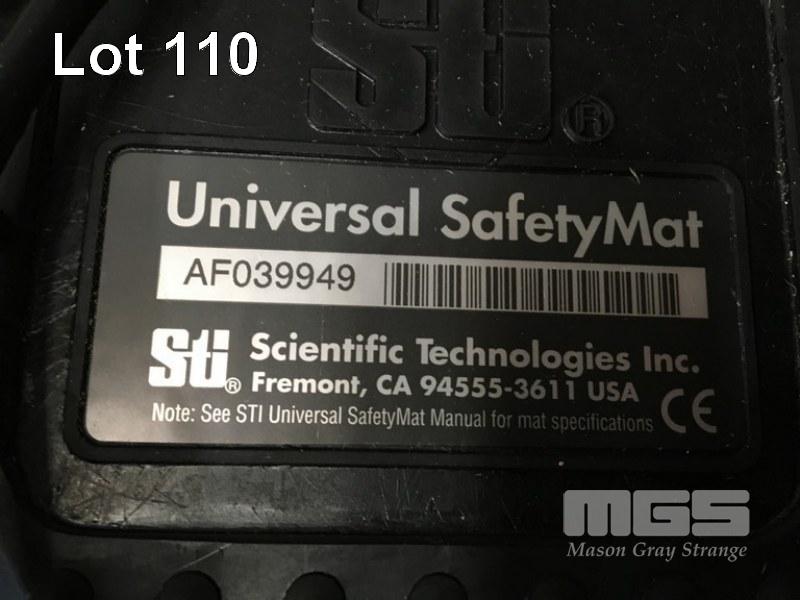 Lot 110
sti ®
Universal SafetyMat
AF039949
sti ® Scientific Technologies Inc.
Fremont, CA 94555-3611 USA
Note: See STI Universal SafetyMat Manual for mat specifications CE
MGS
Mason Gray Strange